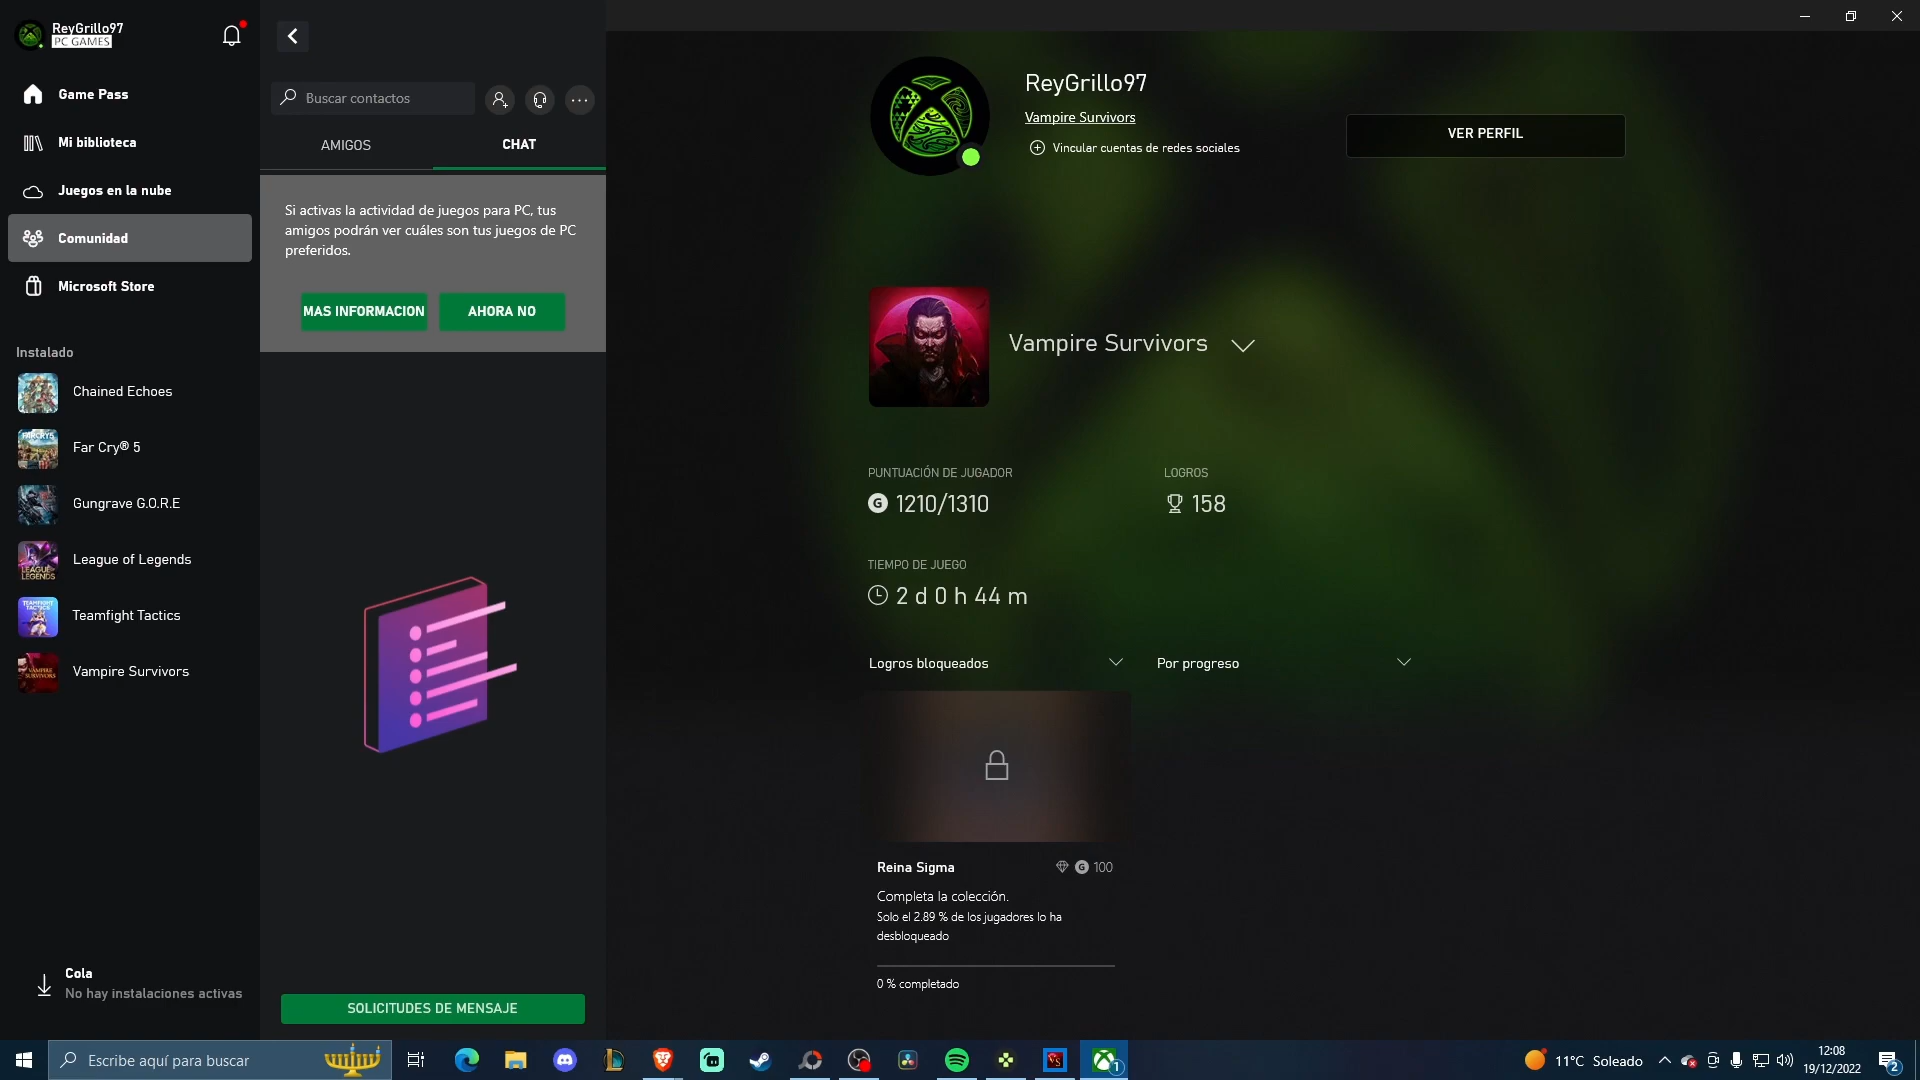 ReyGrillo97
PC GAMES
Game Pass
Mi biblioteca
Juegos en la nube
Comunidad
Microsoft Store
Instalado
Chained Echoes
Far Cry® 5
Gungrave G.O.R.E
League of Legends
Teamfight Tactics
Vampire Survivors
Cola
No hay instalaciones activas
Buscar contactos
AMIGOS
CHAT
Si activas la actividad de juegos para PC, tus
amigos podrán ver cuáles son tus juegos de PC
preferidos.
MAS INFORMACION
AHORA NO
SOLICITUDES DE MENSAJE
ReyGrillo97
Vampire Survivors
Vincular cuentas de redes sociales
VER PERFIL
Vampire Survivors
PUNTUACIÓN DE JUGADOR
G 1210/1310
LOGROS
158
TIEMPO DE JUEGO
2 d 0 h 44 m
Logros bloqueados
Por progreso
Reina Sigma
G 100
Completa la colección.
Solo el 2.89 % de los jugadores lo ha
desbloqueado
0 % completado
Escribe aquí para buscar
1
11°C Soleado
12:08
19/12/2022
2